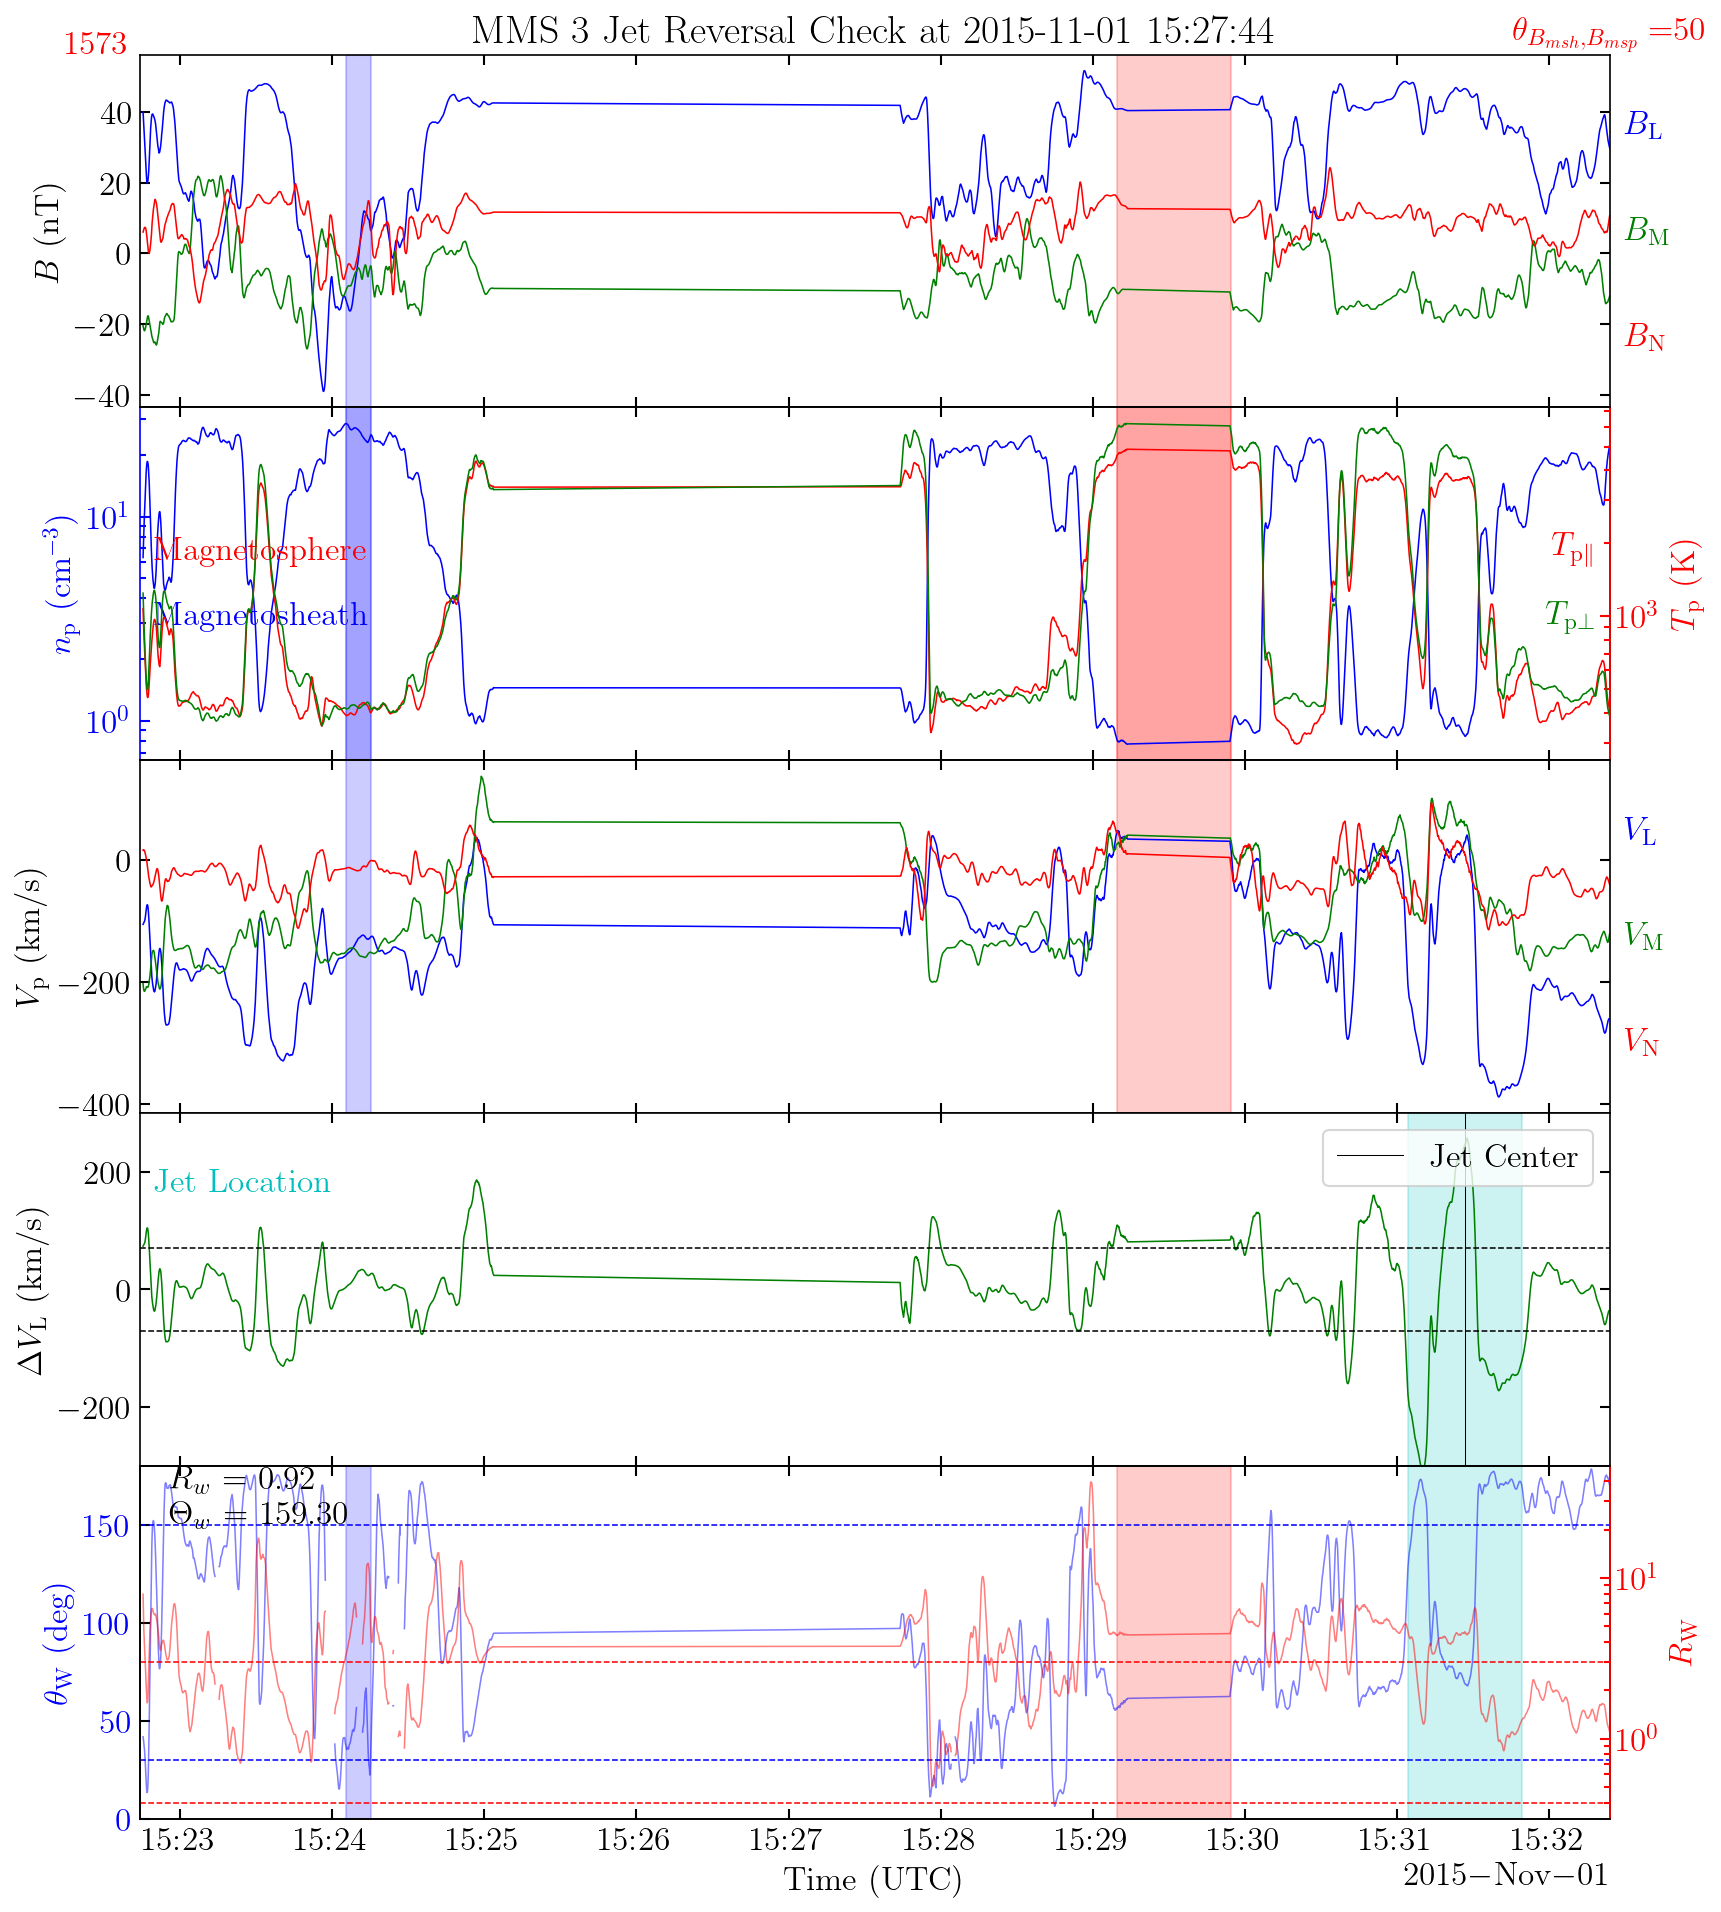 MMS 3 Jet Reversal Check at 2015-11-01 15:27:44
1573
θ_{B_{msh},B_{msp}} =50
40
20
0
−20
−40
B (nT)
B_L
B_M
B_N
10^1
10^0
n_p (cm^{−3})
Magnetosphere
Magnetosheath
T_{p∥}
T_{p⊥}
10^3
T_p (K)
0
−200
−400
V_p (km/s)
V_L
V_M
V_N
200
0
−200
ΔV_L (km/s)
Jet Location
Jet Center
R_w = 0.92
Θ_w = 159.30
150
100
50
0
θ_W (deg)
10^1
10^0
R_W
15:23 15:24 15:25 15:26 15:27 15:28 15:29 15:30 15:31 15:32
Time (UTC)
2015−Nov−01